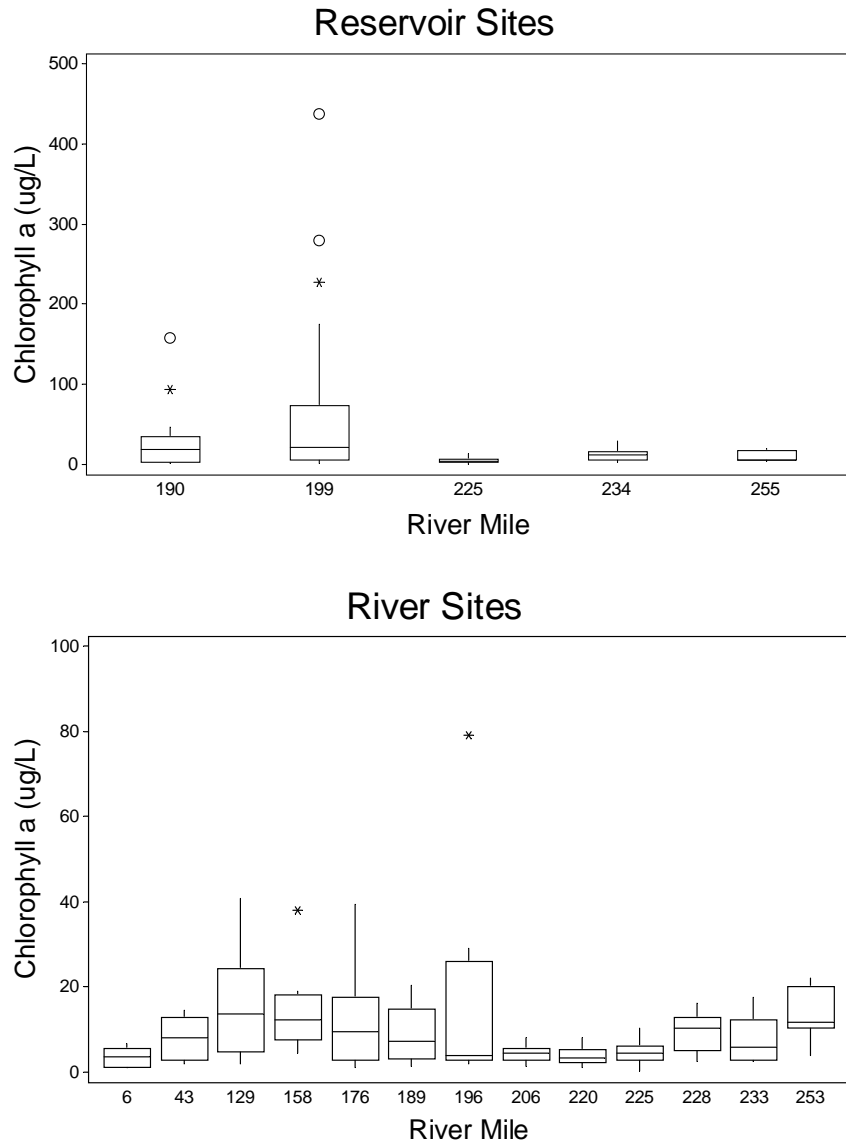 Reservoir Sites
Chlorophyll a (ug/L)
500
400
300
200
100
0
190 199 225 234 255
River Mile
River Sites
Chlorophyll a (ug/L)
100
80
60
40
20
0
6 43 129 158 176 189 196 206 220 225 228 233 253
River Mile